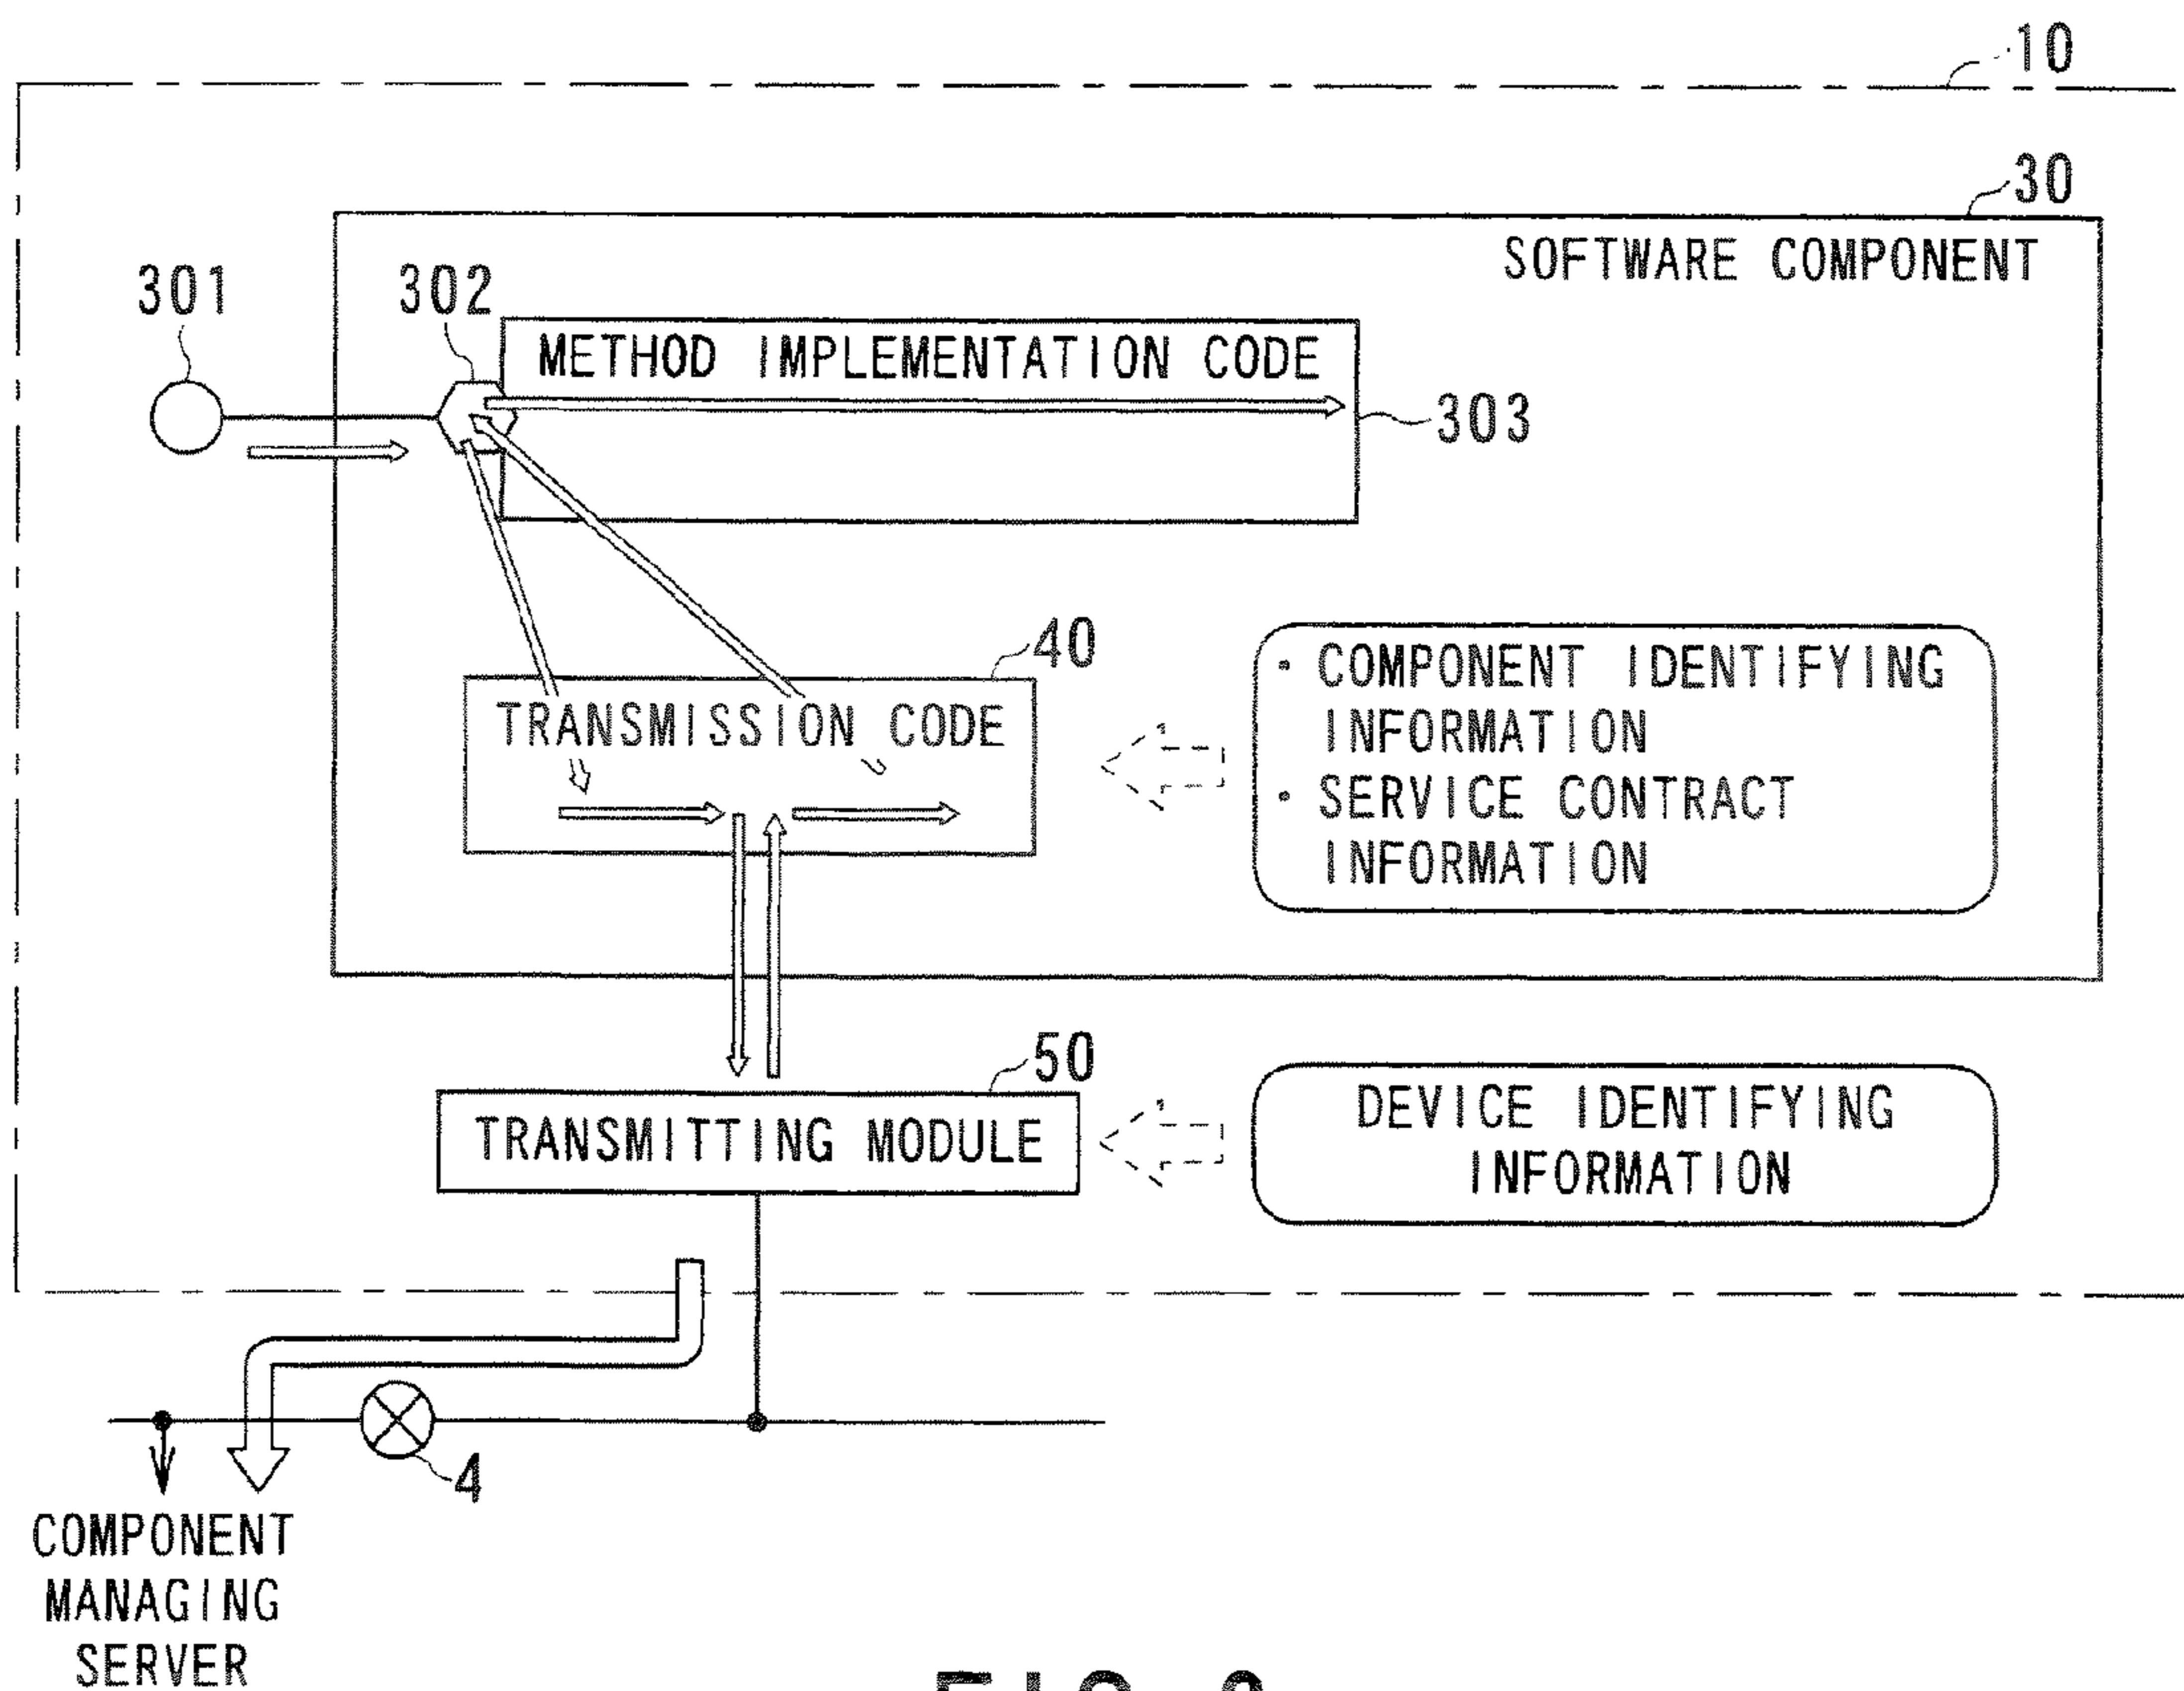 10
30
SOFTWARE COMPONENT
301
302
METHOD IMPLEMENTATION CODE
303
40
TRANSMISSION CODE
• COMPONENT IDENTIFYING
INFORMATION
• SERVICE CONTRACT
INFORMATION
50
TRANSMITTING MODULE
DEVICE IDENTIFYING
INFORMATION
4
COMPONENT
MANAGING
SERVER